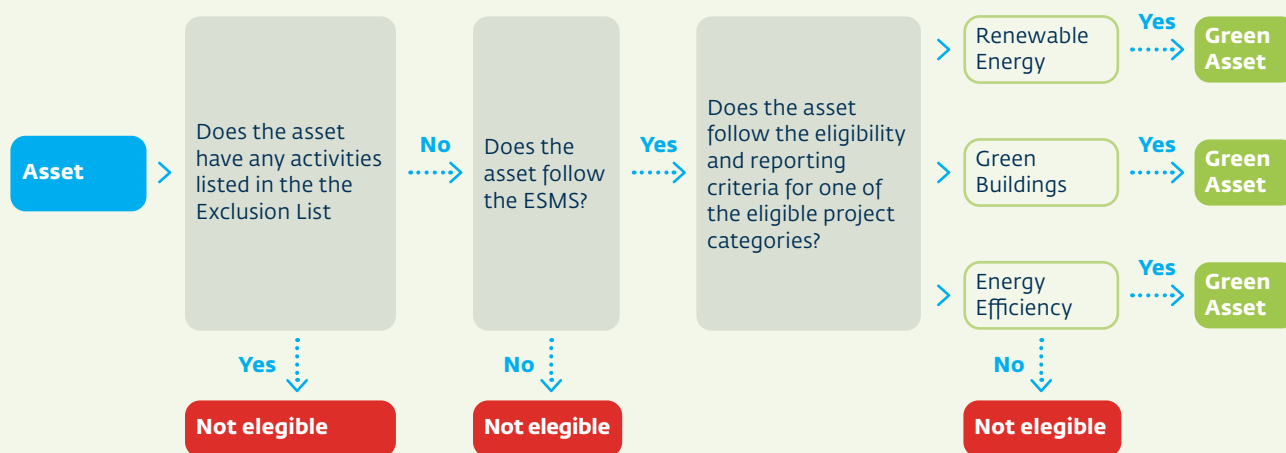 Asset
Does the asset
have any activities
listed in the the
Exclusion List
No
Does the
asset follow
the ESMS?
Yes
Does the asset
follow the eligibility
and reporting
criteria for one of
the eligible project
categories?
Renewable
Energy
Yes
Green
Asset
Green
Buildings
Yes
Green
Asset
Energy
Efficiency
Yes
Green
Asset
Yes
Not elegible
No
Not elegible
No
Not elegible